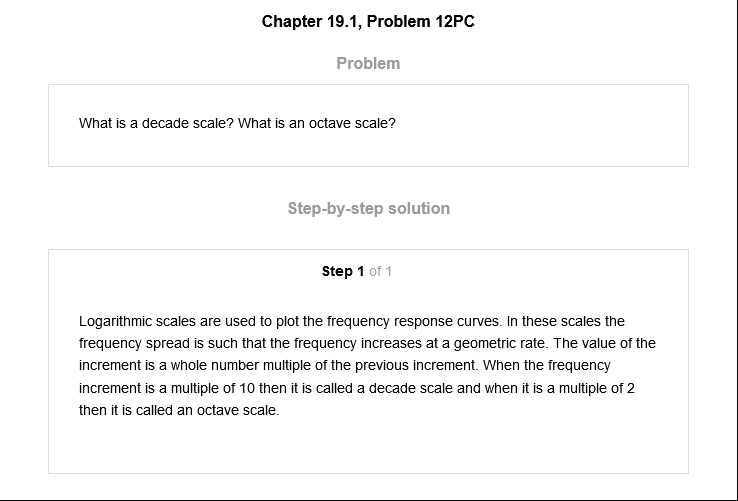 Chapter 19.1, Problem 12PC
Problem
What is a decade scale? What is an octave scale?
Step-by-step solution
Step 1 of 1
Logarithmic scales are used to plot the frequency response curves. In these scales the
frequency spread is such that the frequency increases at a geometric rate. The value of the
increment is a whole number multiple of the previous increment. When the frequency
increment is a multiple of 10 then it is called a decade scale and when it is a multiple of 2
then it is called an octave scale.